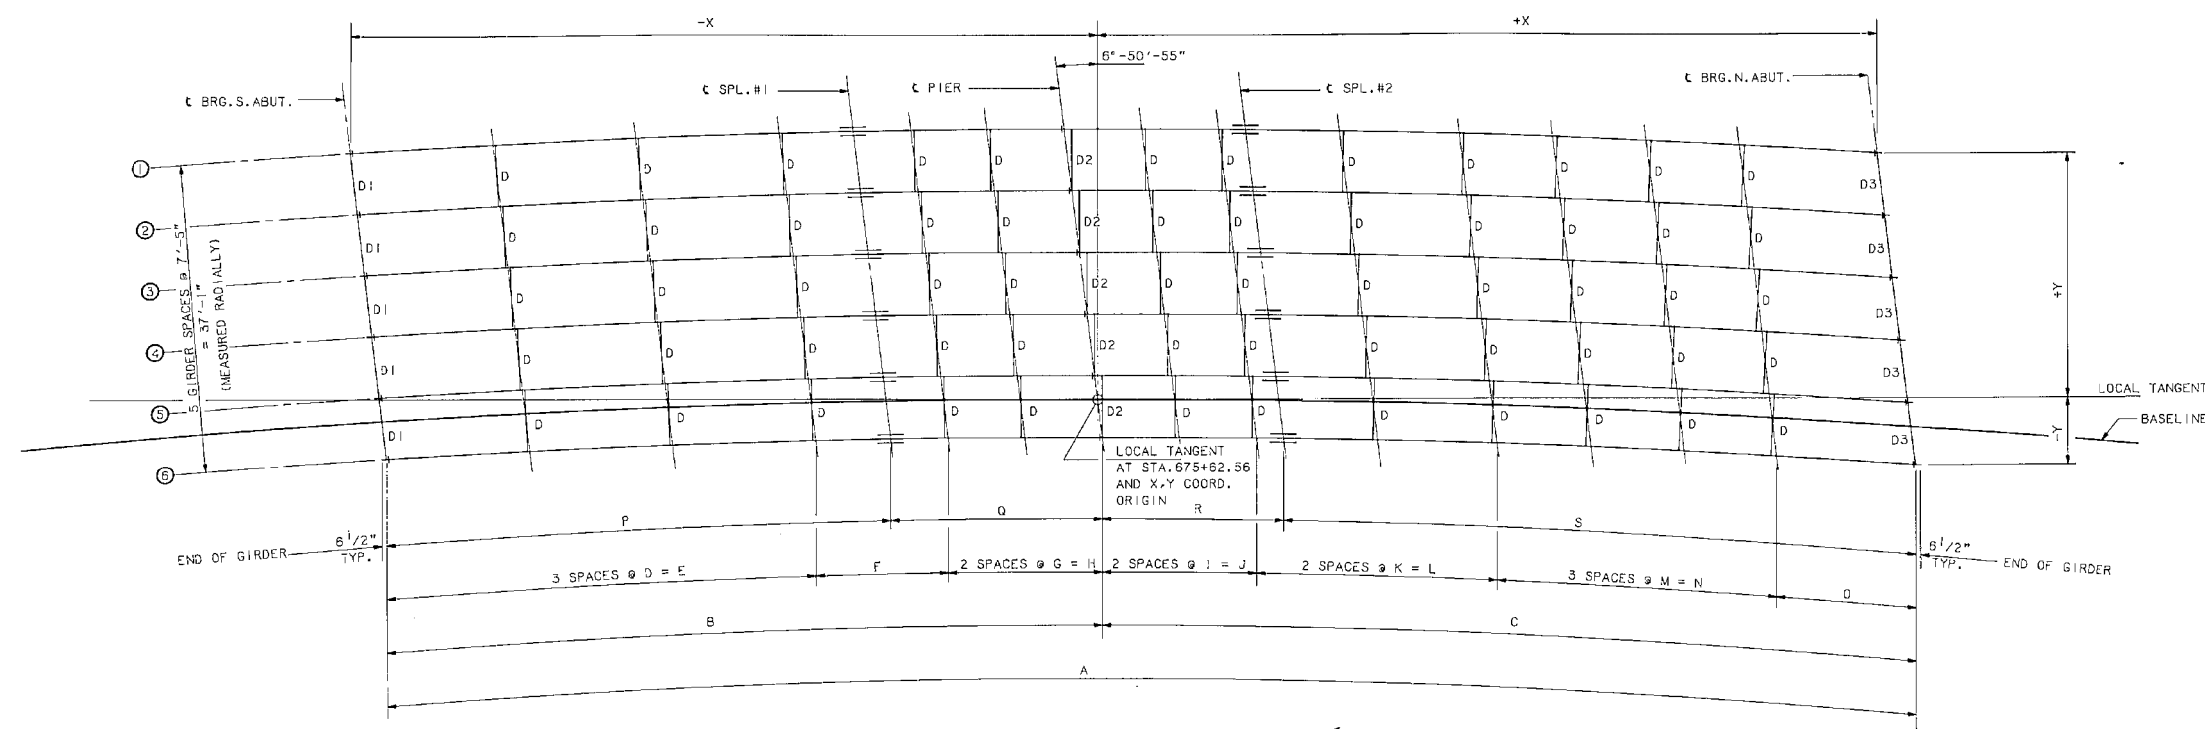 -X
+X
6°-50'-55"
℄ BRG.S.ABUT.
℄ SPL.#1
℄ PIER
℄ SPL.#2
℄ BRG.N.ABUT.
1
D1 D D D D D D2 D D D D D D D D3
2
D1 D D D D D D2 D D D D D D D D3
3
D1 D D D D D D2 D D D D D D D D3
4
D1 D D D D D D2 D D D D D D D D3
5
D1 D D D D D D2 D D D D D D D D3
6
5 GIRDER SPACES @ 7'-5"
= 37'-1"
(MEASURED RADIALLY)
+Y
-Y
LOCAL TANGENT
BASELINE
LOCAL TANGENT
AT STA.675+62.56
AND X,Y COORD.
ORIGIN
P
Q
R
S
END OF GIRDER
6 1/2"
TYP.
6 1/2"
TYP.
END OF GIRDER
3 SPACES @ D = E
F
2 SPACES @ G = H
2 SPACES @ I = J
2 SPACES @ K = L
3 SPACES @ M = N
O
B
C
A